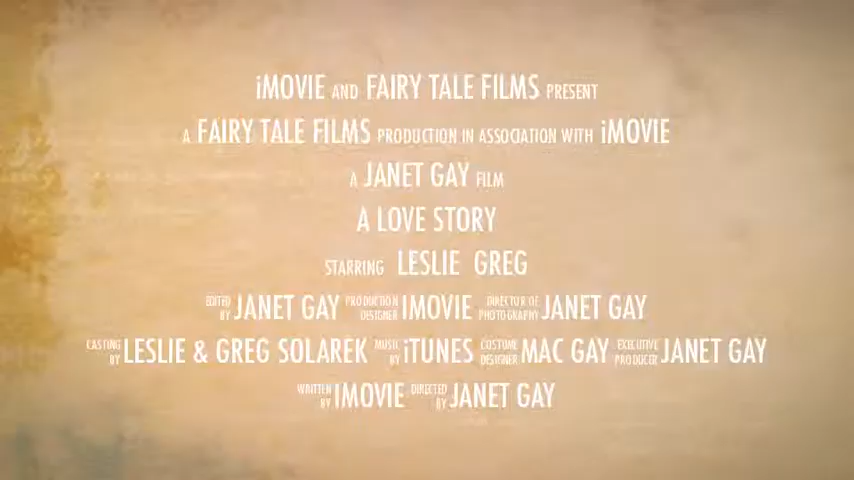 iMOVIE AND FAIRY TALE FILMS PRESENT
A FAIRY TALE FILMS PRODUCTION IN ASSOCIATION WITH iMOVIE
A JANET GAY FILM
A LOVE STORY
STARRING LESLIE GREG
EDITED BY JANET GAY PRODUCTION DESIGNER IMOVIE DIRECTOR OF PHOTOGRAPHY JANET GAY
CASTING BY LESLIE & GREG SOLAREK MUSIC BY iTUNES COSTUME DESIGNER MAC GAY EXECUTIVE PRODUCER JANET GAY
WRITTEN BY IMOVIE DIRECTED BY JANET GAY